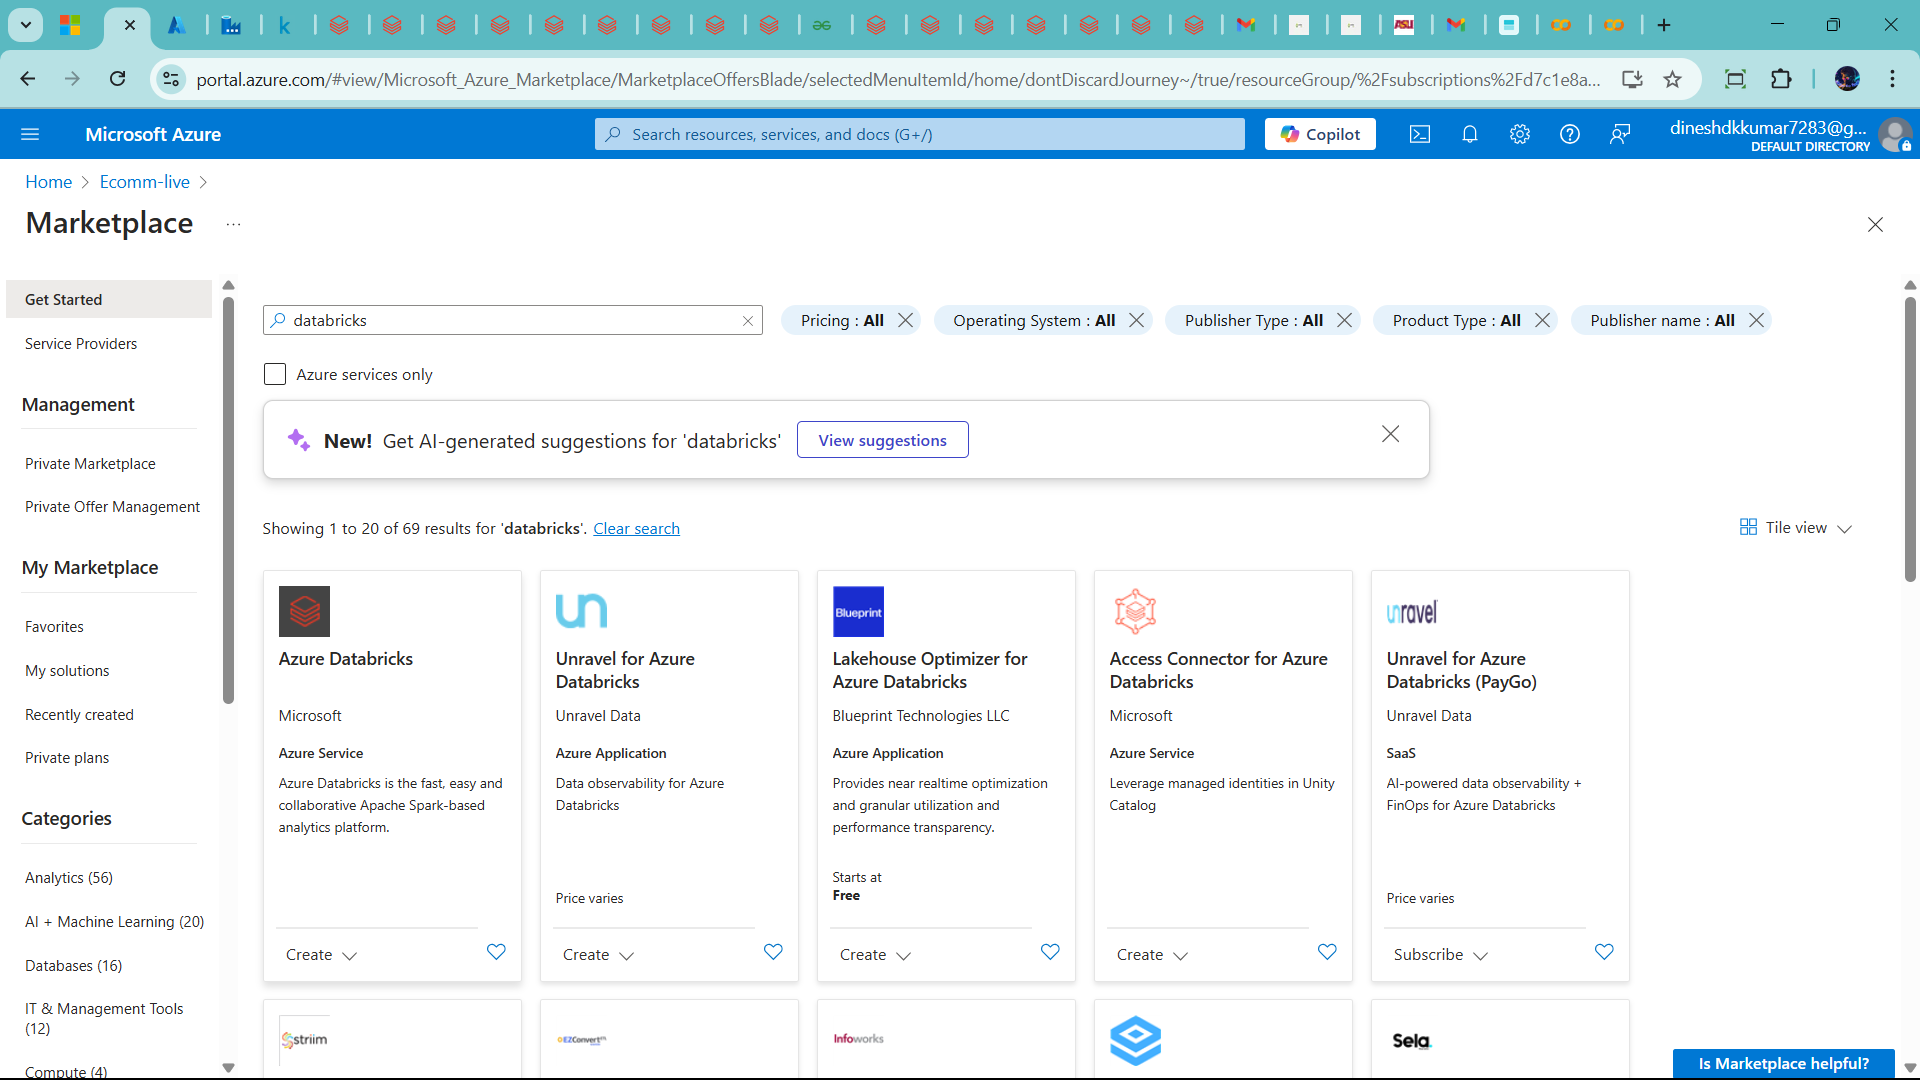 portal.azure.com/#view/Microsoft_Azure_Marketplace/MarketplaceOffersBlade/selectedMenuItemId/home/dontDiscardJourney~/true/resourceGroup/%2Fsubscriptions%2Fd7c1e8a...
Microsoft Azure
Search resources, services, and docs (G+/)
Copilot
dineshdkkumar7283@g...
DEFAULT DIRECTORY
Home
Ecomm-live
Marketplace
...
Get Started
Service Providers
Management
Private Marketplace
Private Offer Management
My Marketplace
Favorites
My solutions
Recently created
Private plans
Categories
Analytics (56)
AI + Machine Learning (20)
Databases (16)
IT & Management Tools
(12)
Compute (4)
databricks
Pricing : All
Operating System : All
Publisher Type : All
Product Type : All
Publisher name : All
Azure services only
New! Get AI-generated suggestions for 'databricks'
View suggestions
Showing 1 to 20 of 69 results for 'databricks'. Clear search
Tile view
Azure Databricks
Microsoft
Azure Service
Azure Databricks is the fast, easy and
collaborative Apache Spark-based
analytics platform.
Create
un
Unravel for Azure
Databricks
Unravel Data
Azure Application
Data observability for Azure
Databricks
Price varies
Create
Blueprint
Lakehouse Optimizer for
Azure Databricks
Blueprint Technologies LLC
Azure Application
Provides near realtime optimization
and granular utilization and
performance transparency.
Starts at
Free
Create
Access Connector for Azure
Databricks
Microsoft
Azure Service
Leverage managed identities in Unity
Catalog
Create
unravel
Unravel for Azure
Databricks (PayGo)
Unravel Data
SaaS
AI-powered data observability +
FinOps for Azure Databricks
Price varies
Subscribe
striim
EZConvert
Infoworks
Sela.
Is Marketplace helpful?